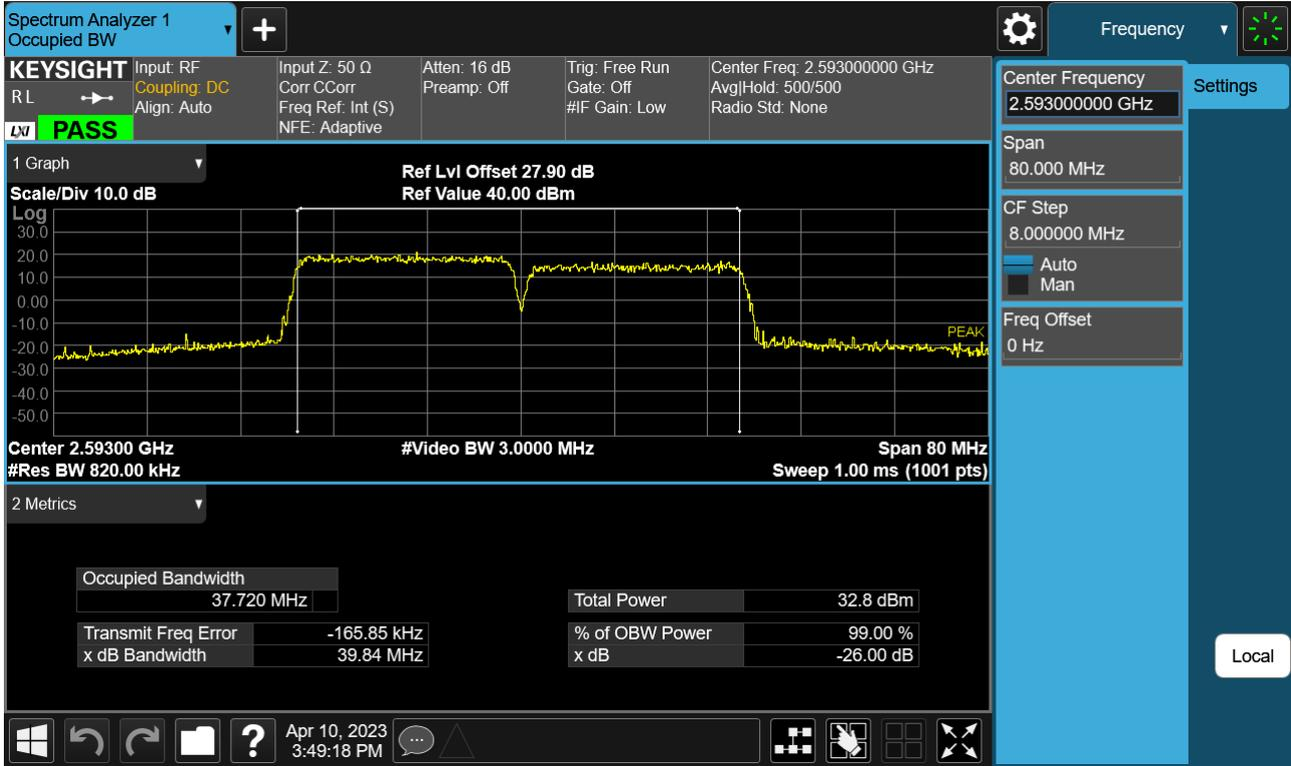 Spectrum Analyzer 1
Occupied BW
Frequency
KEYSIGHT
R L
LXI
PASS
Input: RF
Coupling: DC
Align: Auto
Input Z: 50 Ω
Corr CCorr
Freq Ref: Int (S)
NFE: Adaptive
Atten: 16 dB
Preamp: Off
Trig: Free Run
Gate: Off
#IF Gain: Low
Center Freq: 2.593000000 GHz
Avg|Hold: 500/500
Radio Std: None
Center Frequency
2.593000000 GHz
Settings
Span
80.000 MHz
CF Step
8.000000 MHz
Auto
Man
Freq Offset
0 Hz
Local
1 Graph
Scale/Div 10.0 dB
Ref Lvl Offset 27.90 dB
Ref Value 40.00 dBm
Log
30.0
20.0
10.0
0.00
-10.0
-20.0
-30.0
-40.0
-50.0
PEAK
Center 2.59300 GHz
#Video BW 3.0000 MHz
Span 80 MHz
#Res BW 820.00 kHz
Sweep 1.00 ms (1001 pts)
2 Metrics
Occupied Bandwidth
37.720 MHz
Total Power 32.8 dBm
Transmit Freq Error -165.85 kHz
% of OBW Power 99.00 %
x dB Bandwidth 39.84 MHz
x dB -26.00 dB
?
Apr 10, 2023
3:49:18 PM